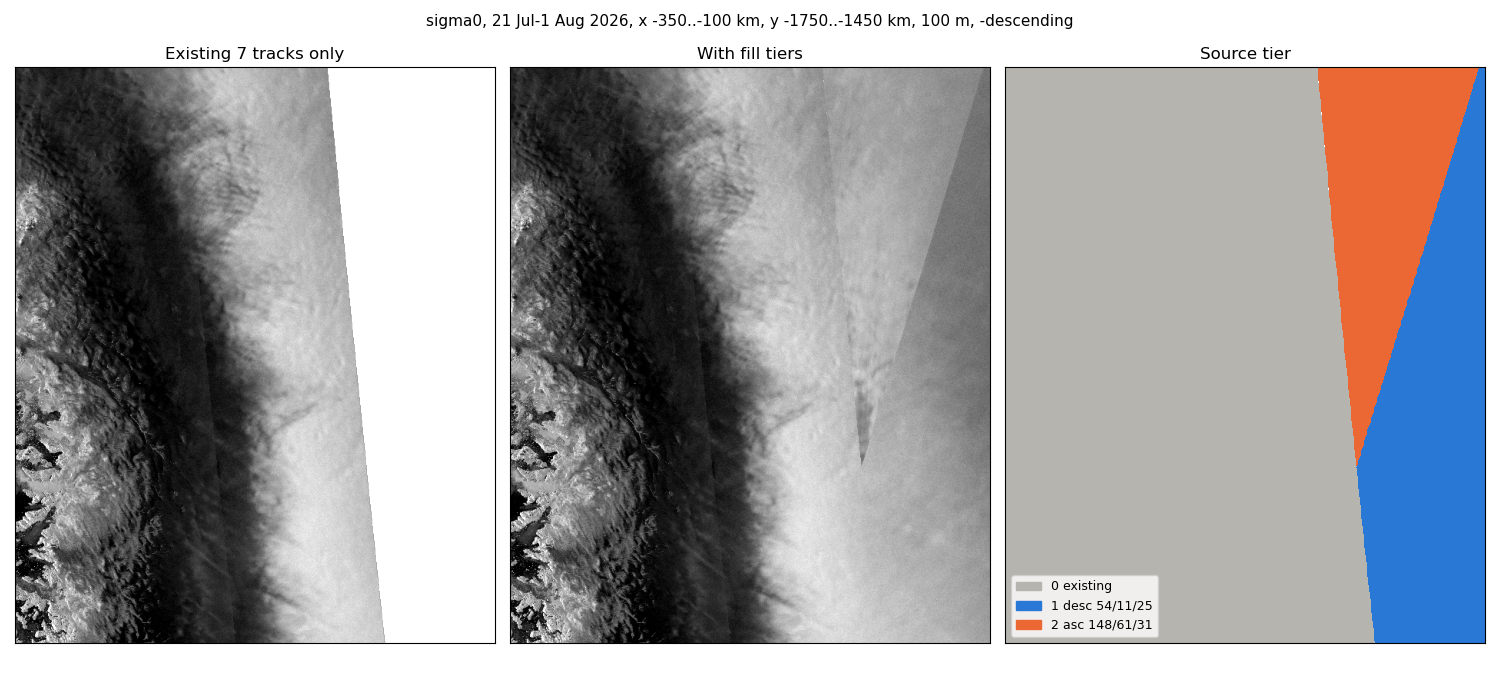 sigma0, 21 Jul-1 Aug 2026, x -350..-100 km, y -1750..-1450 km, 100 m, -descending
Existing 7 tracks only
With fill tiers
Source tier
0 existing
1 desc 54/11/25
2 asc 148/61/31